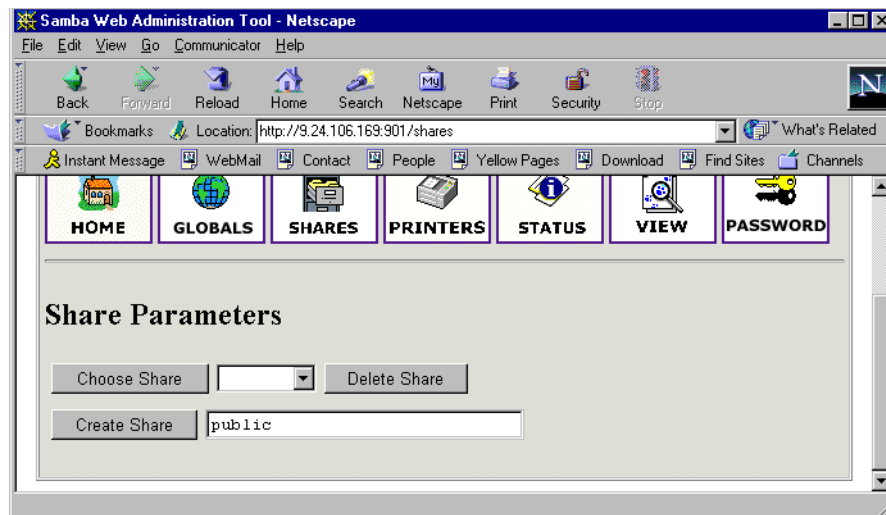 Samba Web Administration Tool - Netscape
File Edit View Go Communicator Help
Back Forward Reload Home Search My Netscape Print Security Stop N
Bookmarks Location: http://9.24.106.169:901/shares What's Related
Instant Message WebMail Contact People Yellow Pages Download Find Sites Channels
HOME GLOBALS SHARES PRINTERS STATUS VIEW PASSWORD
Share Parameters
Choose Share Delete Share
Create Share public